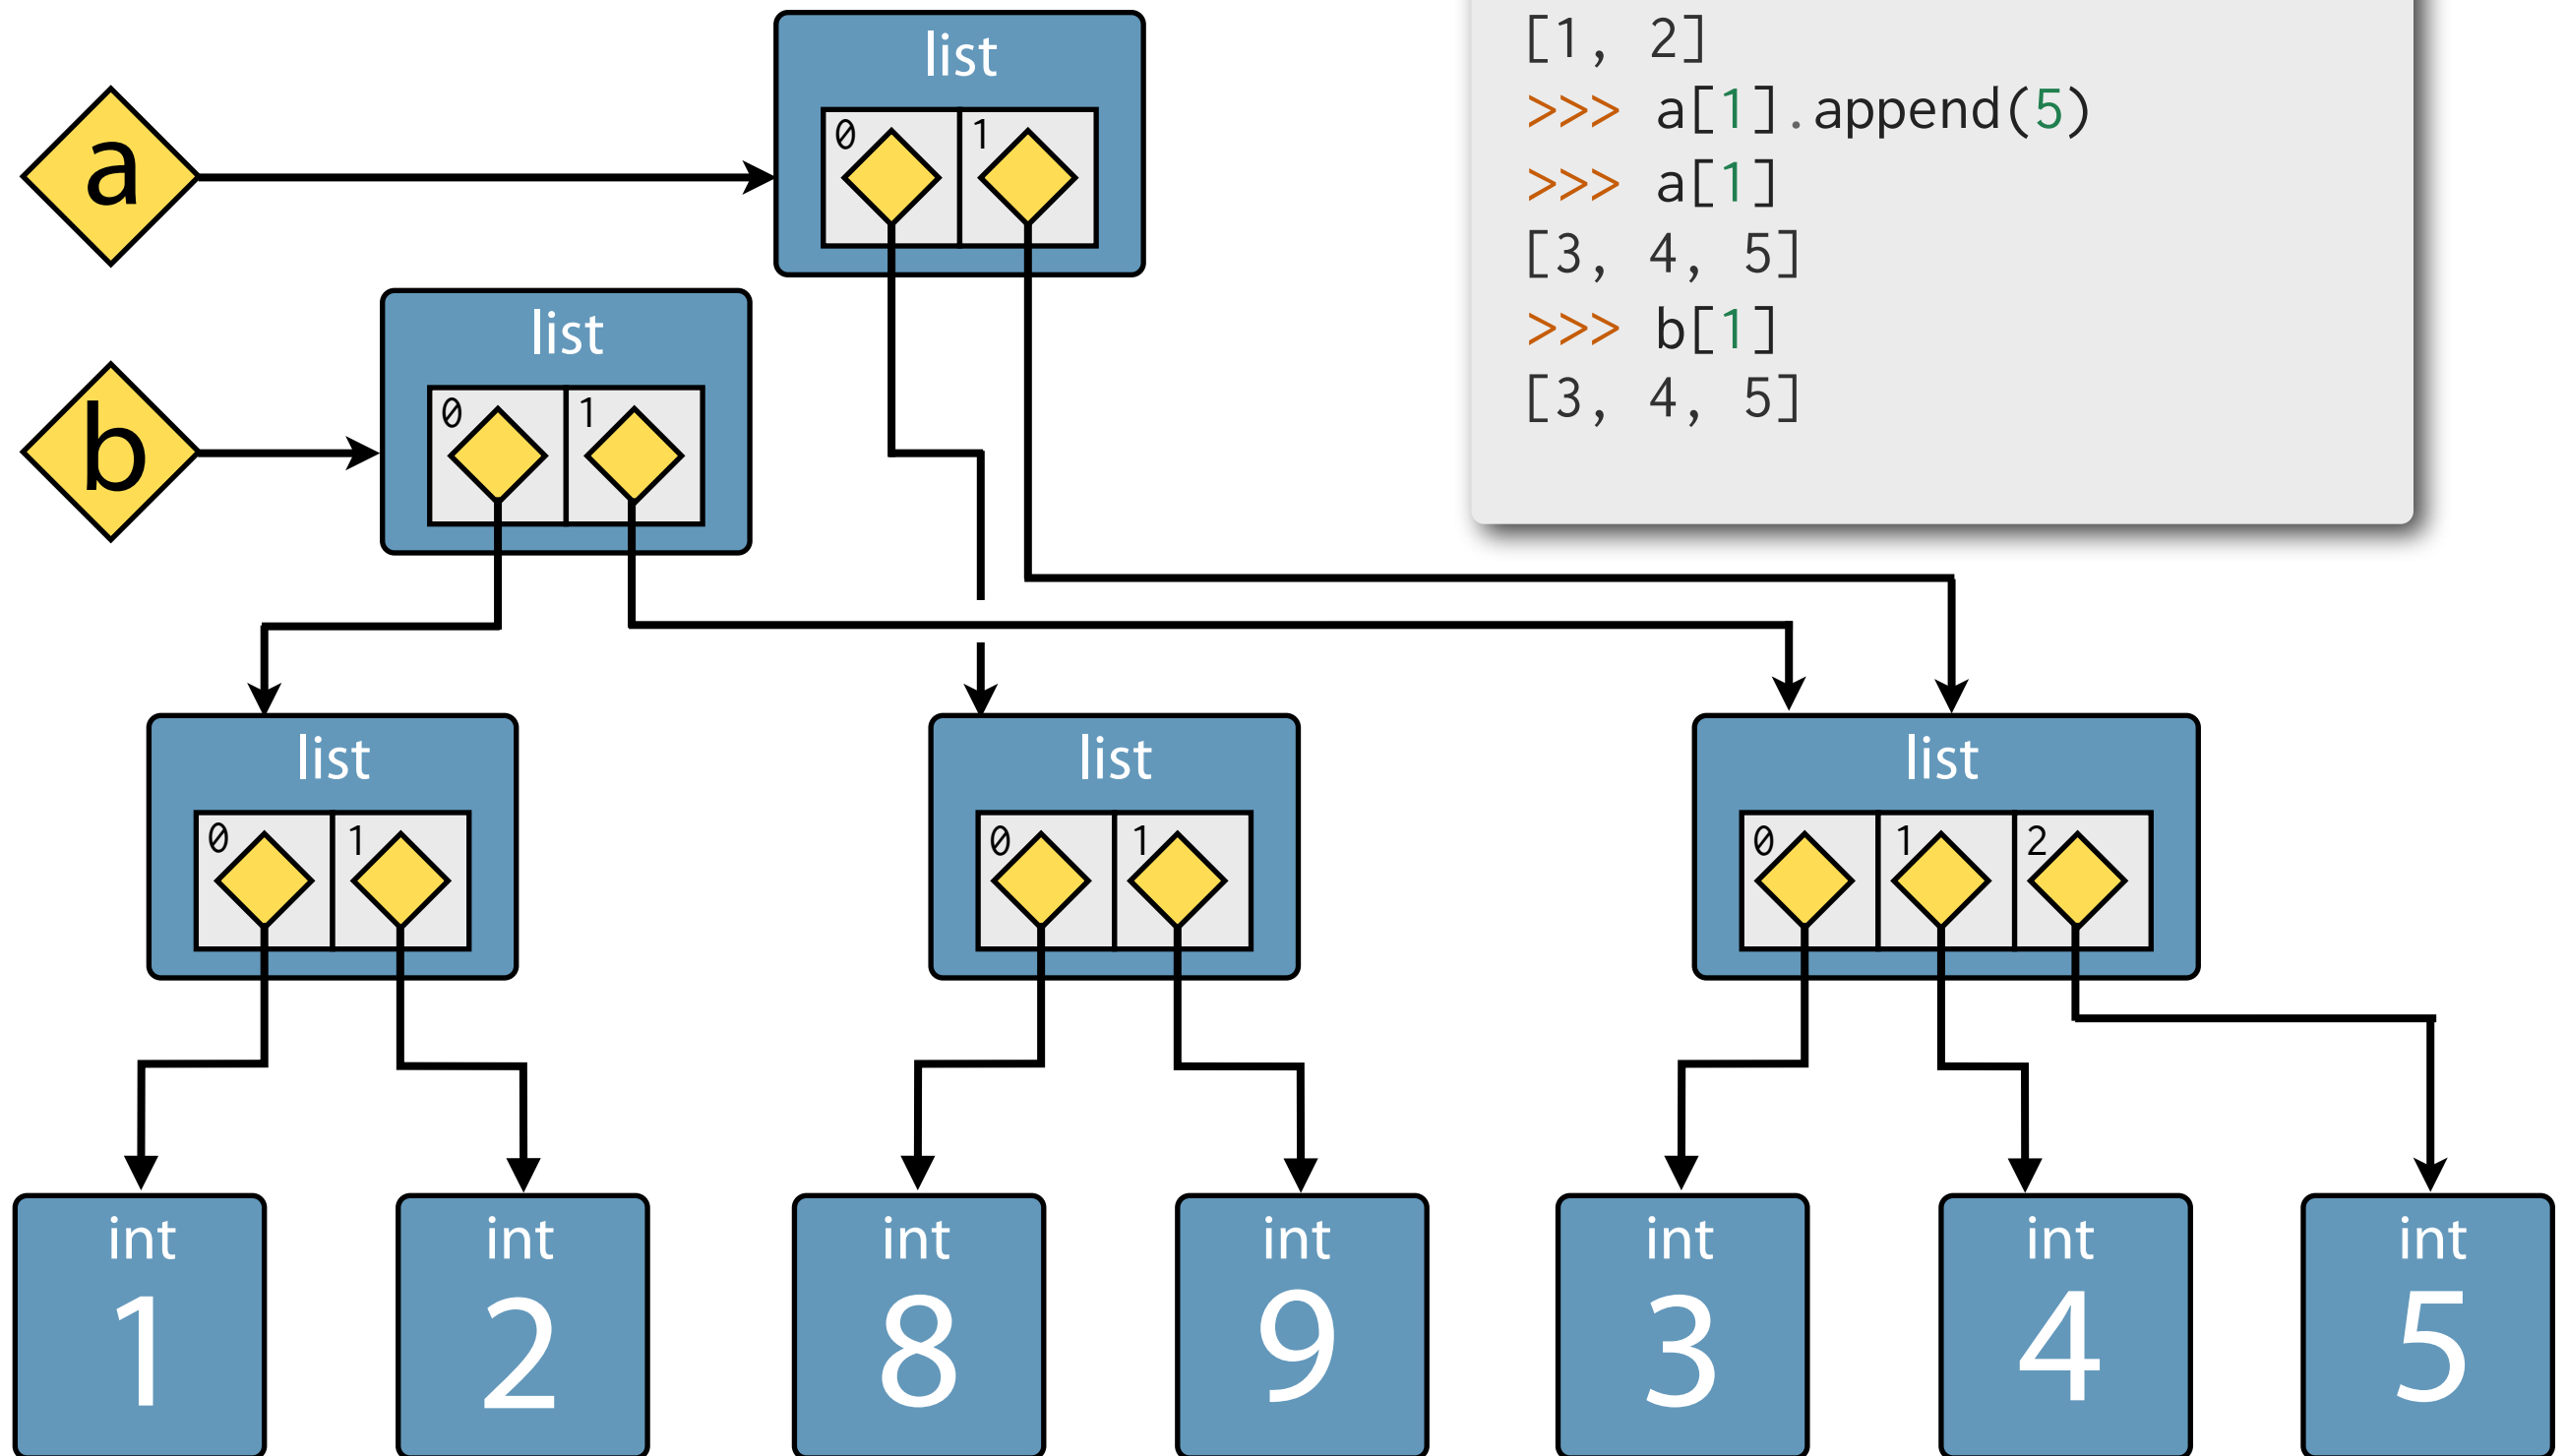 list
[1, 2]
>>> a[1].append(5)
a
0 1
>>> a[1]
[3, 4, 5]
list
>>> b[1]
b
0 1
[3, 4, 5]
list list list
0 1 0 1 0 1 2
int int int int int int int
1 2 8 9 3 4 5